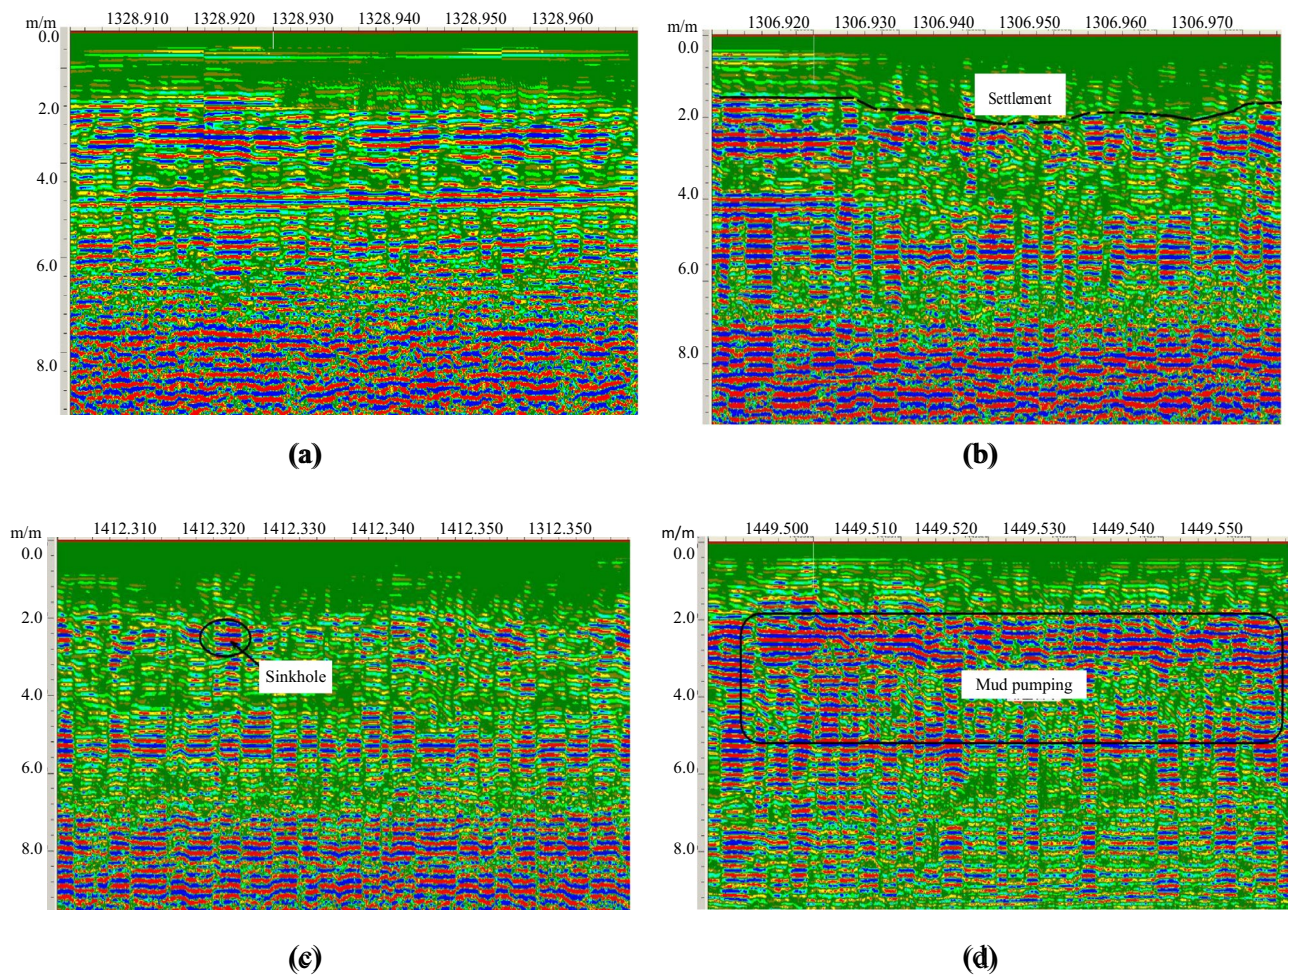 m/m 1328.910 1328.920 1328.930 1328.940 1328.950 1328.960
0.0
2.0
4.0
6.0
8.0
(a)
m/m 1306.920 1306.930 1306.940 1306.950 1306.960 1306.970
0.0
Settlement
2.0
4.0
6.0
8.0
(b)
m/m 1412.310 1412.320 1412.330 1412.340 1412.350 1312.350
0.0
2.0
Sinkhole
4.0
6.0
8.0
(c)
m/m 1449.500 1449.510 1449.520 1449.530 1449.540 1449.550
0.0
2.0
Mud pumping
4.0
6.0
8.0
(d)